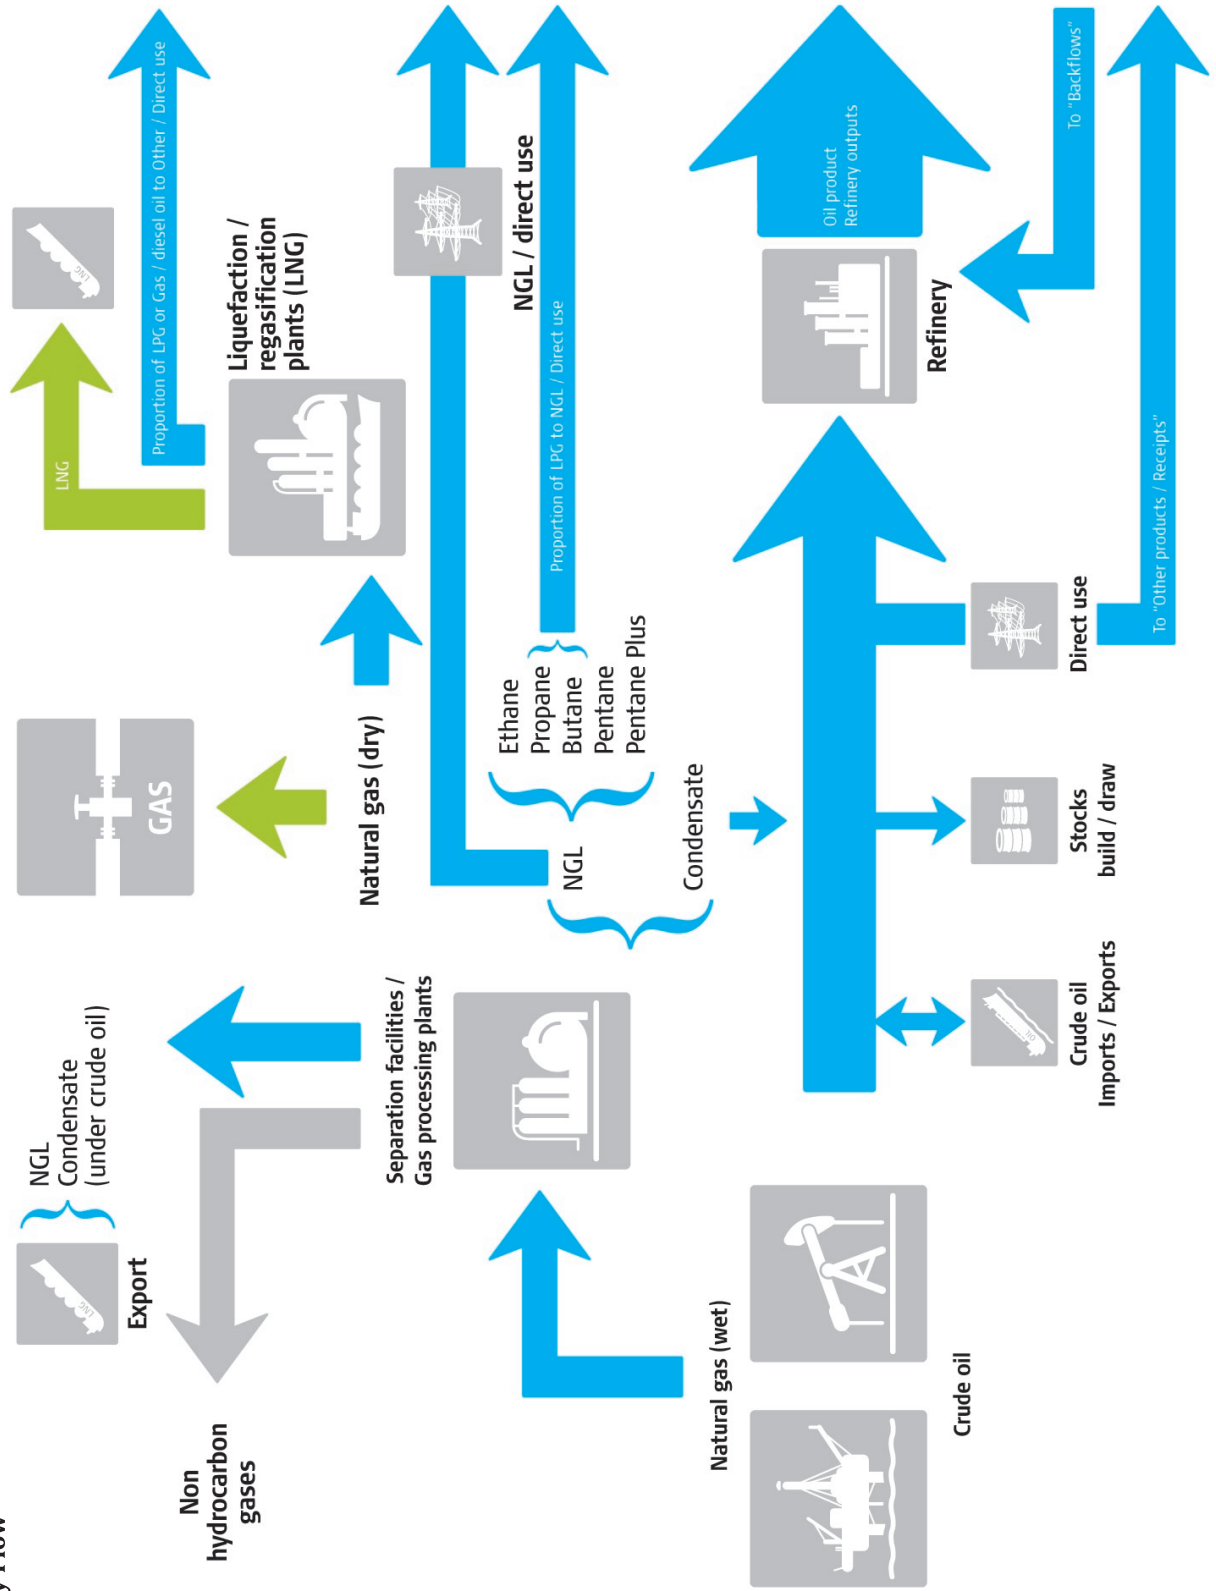 y Flow
Non
hydrocarbon
gases
Export
NGL
Condensate
(under crude oil)
LNG
Natural gas (wet)
Crude oil
Separation facilities /
Gas processing plants
GAS
Natural gas (dry)
NGL
Condensate
Ethane
Propane
Butane
Pentane
Pentane Plus
LNG
LNG
Proportion of LPG or Gas / diesel oil to Other / Direct use
Liquefaction /
regasification
plants (LNG)
NGL / direct use
Proportion of LPG to NGL / Direct use
Crude oil
Imports / Exports
OIL
Stocks
build / draw
Direct use
Refinery
Oil product
Refinery outputs
To "Backflows"
To "Other products / Receipts"